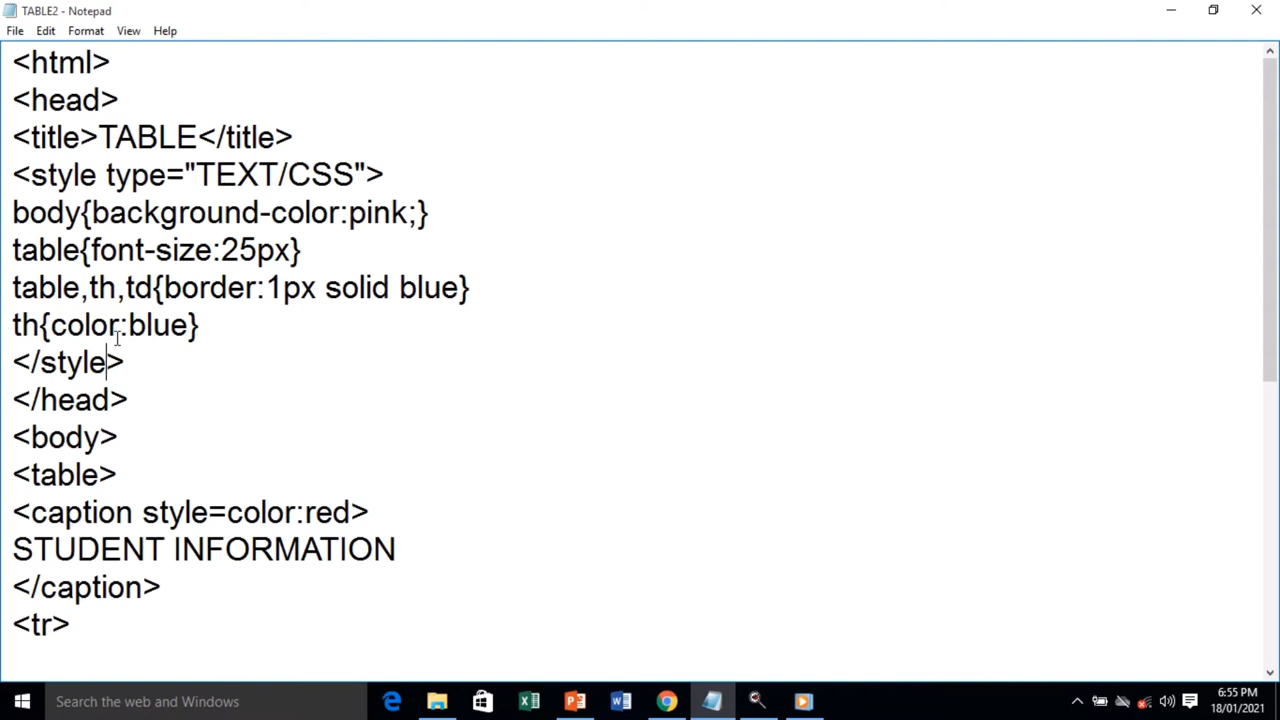 TABLE2 - Notepad
File Edit Format View Help
<html>
<head>
<title>TABLE</title>
<style type="TEXT/CSS">
body{background-color:pink;}
table{font-size:25px}
table,th,td{border:1px solid blue}
th{color:blue}
</style>
</head>
<body>
<table>
<caption style=color:red>
STUDENT INFORMATION
</caption>
<tr>
Search the web and Windows
6:55 PM
18/01/2021